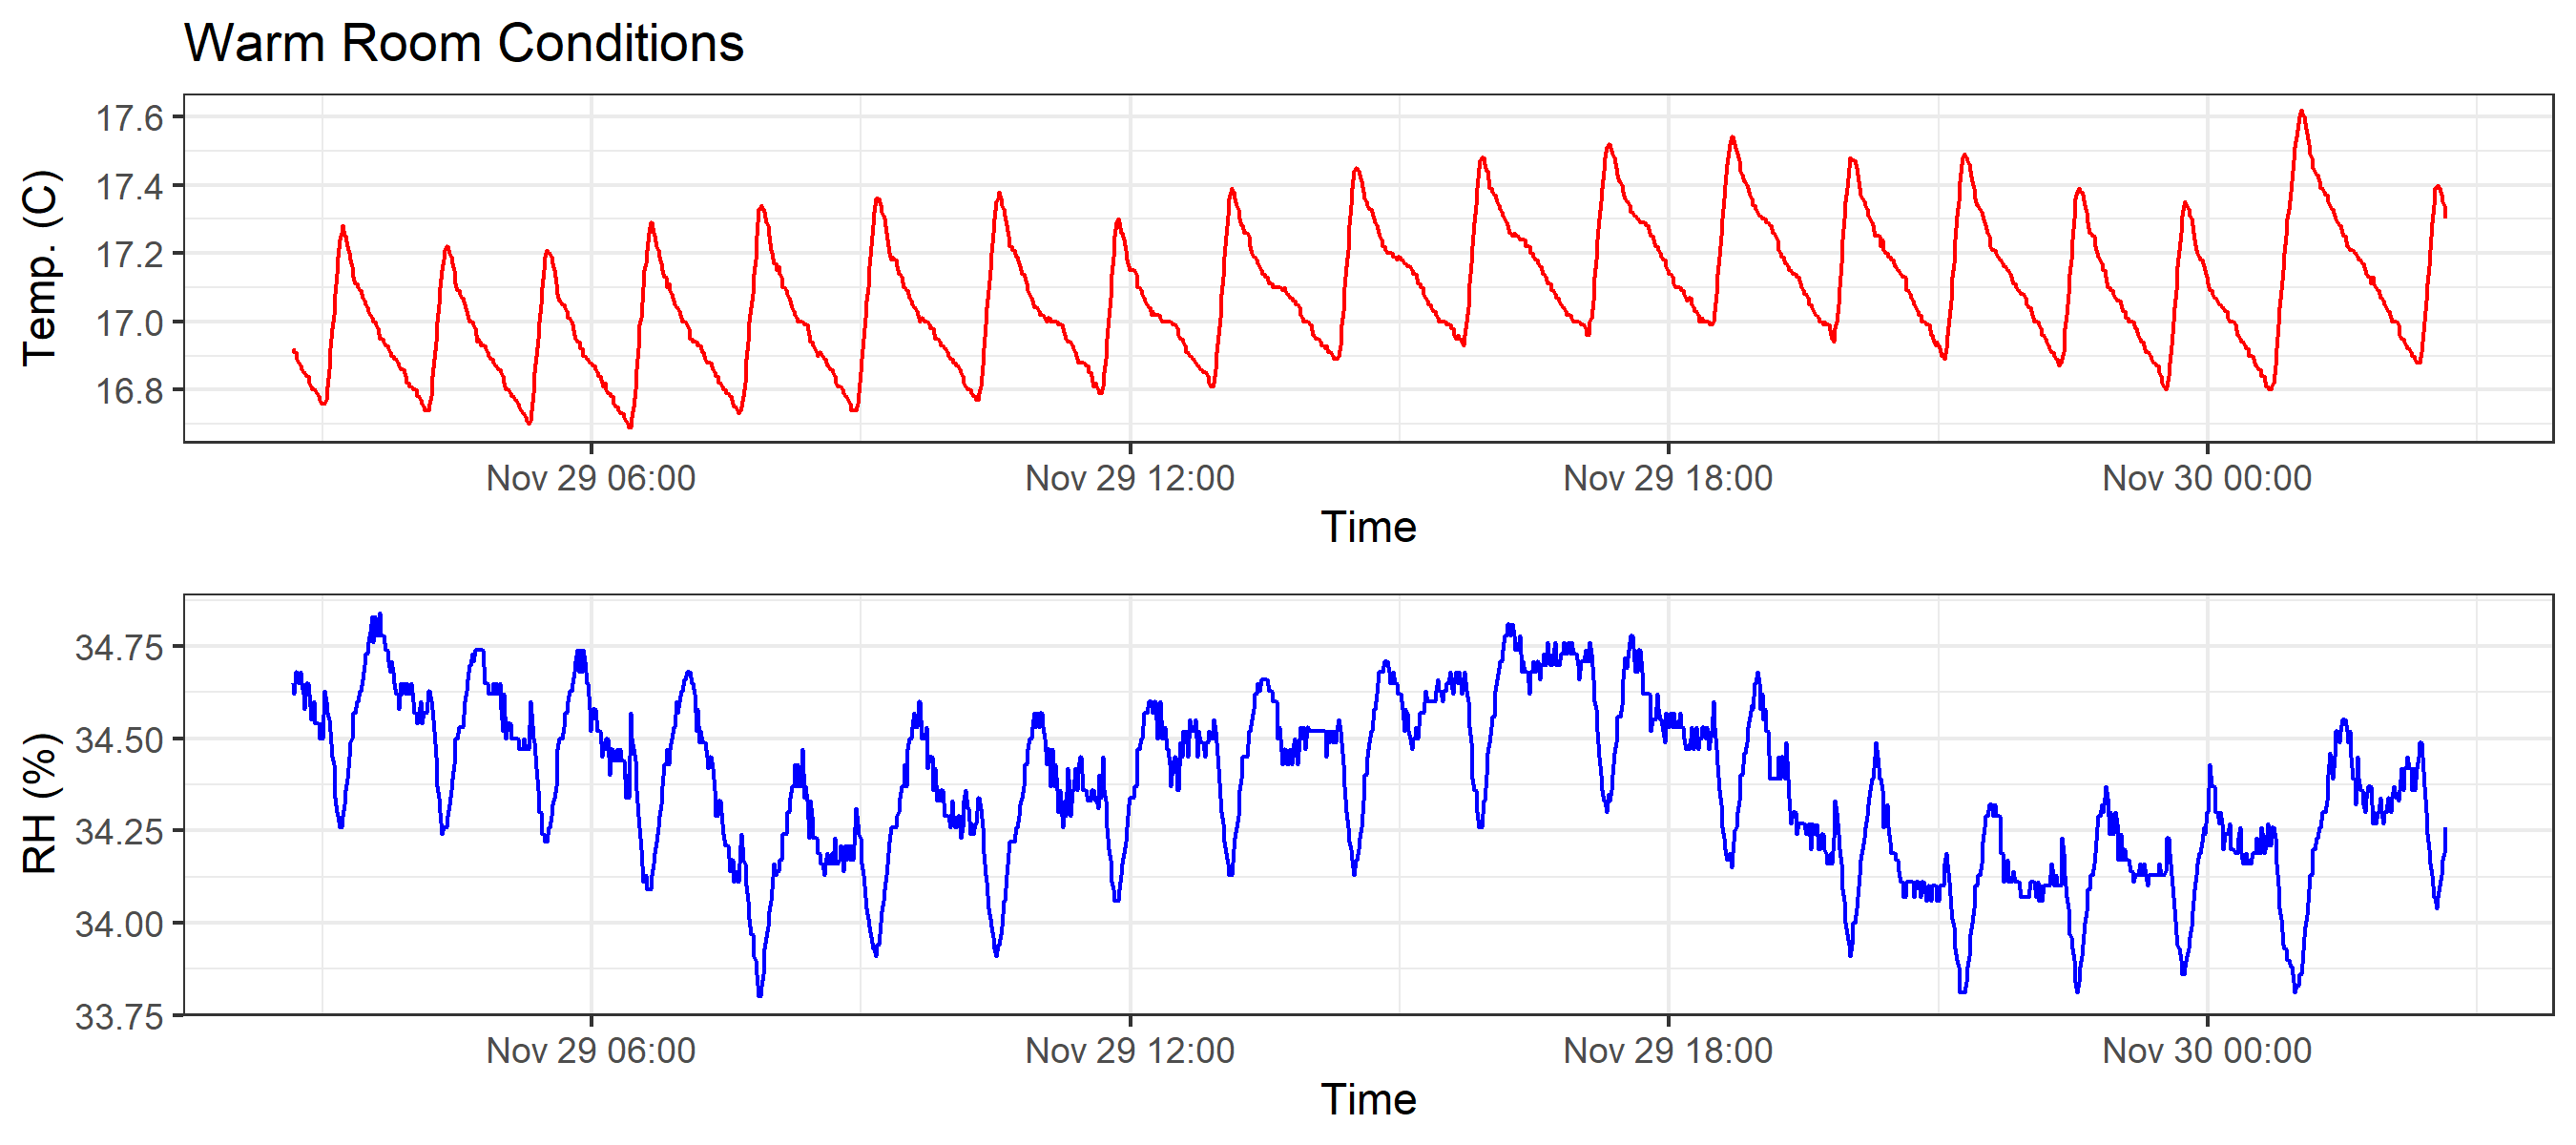 Warm Room Conditions
17.6
17.4
17.2
17.0
16.8
Temp. (C)
Nov 29 06:00 Nov 29 12:00 Nov 29 18:00 Nov 30 00:00
Time
34.75
34.50
34.25
34.00
33.75
RH (%)
Nov 29 06:00 Nov 29 12:00 Nov 29 18:00 Nov 30 00:00
Time